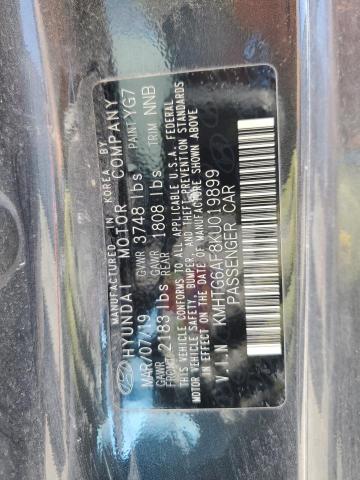 MANUFACTURED IN KOREA BY
HYUNDAI MOTOR COMPANY
MAR/07/19 GVWR 3748 lbs PAINT YG7
GAWR FRONT 2183 lbs GAWR REAR 1808 lbs TRIM NNB
THIS VEHICLE CONFORMS TO ALL APPLICABLE U.S.A. FEDERAL
MOTOR VEHICLE SAFETY, BUMPER, AND THEFT PREVENTION STANDARDS
IN EFFECT ON THE DATE OF MANUFACTURE SHOWN ABOVE
V.I.N KMHTG6AF8KU019899
PASSENGER CAR